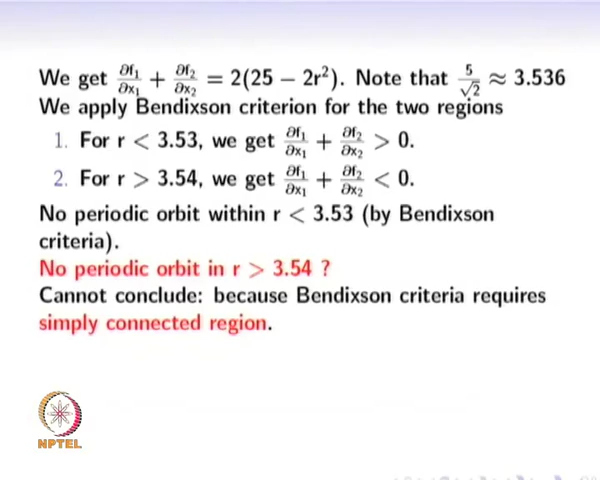 We get ∂f₁/∂x₁ + ∂f₂/∂x₂ = 2(25 − 2r²). Note that 5/√2 ≈ 3.536
We apply Bendixson criterion for the two regions
1. For r < 3.53, we get ∂f₁/∂x₁ + ∂f₂/∂x₂ > 0.
2. For r > 3.54, we get ∂f₁/∂x₁ + ∂f₂/∂x₂ < 0.
No periodic orbit within r < 3.53 (by Bendixson
criteria).
No periodic orbit in r > 3.54 ?
Cannot conclude: because Bendixson criteria requires
simply connected region.
NPTEL